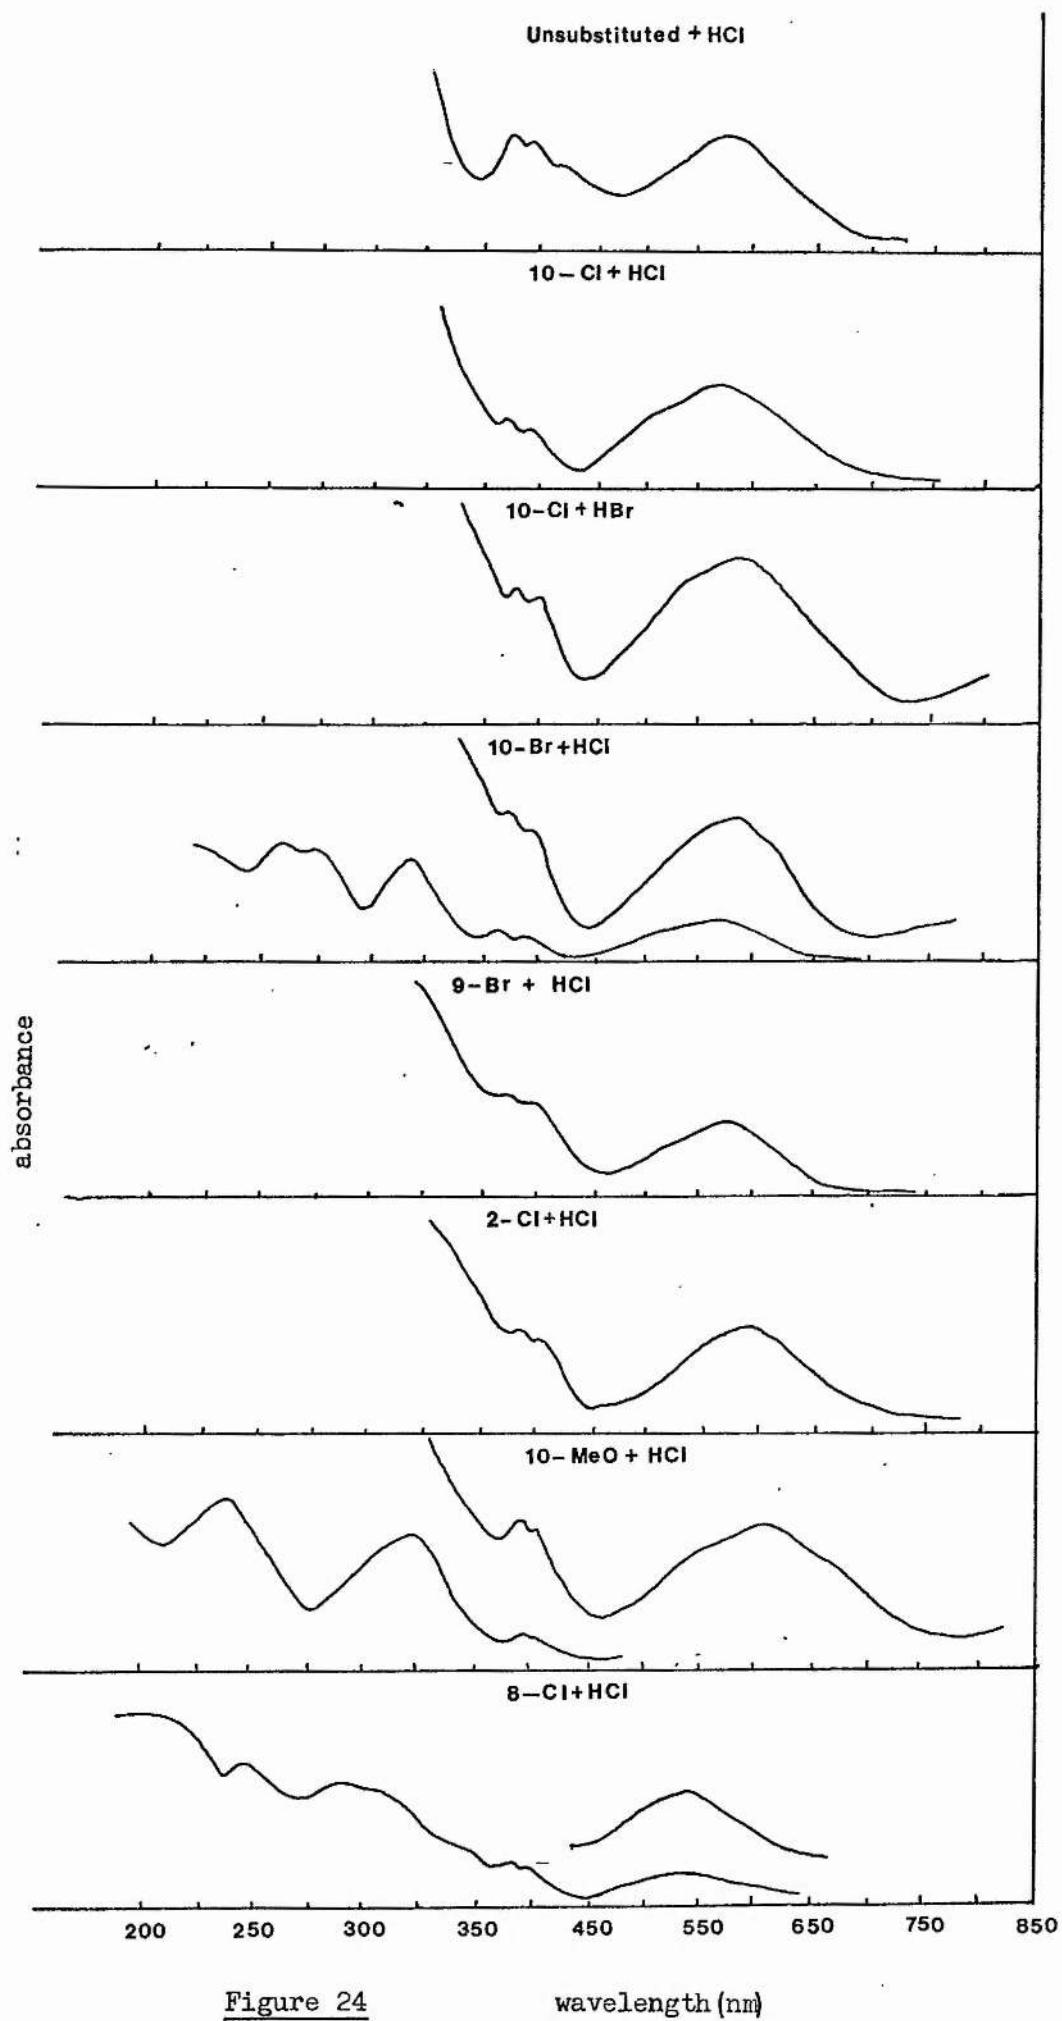 Unsubstituted + HCl
10-Cl + HCl
10-Cl + HBr
10-Br + HCl
9-Br + HCl
absorbance
2-Cl + HCl
10-MeO + HCl
8-Cl + HCl
200 250 300 350 450 550 650 750 850
Figure 24 wavelength (nm)